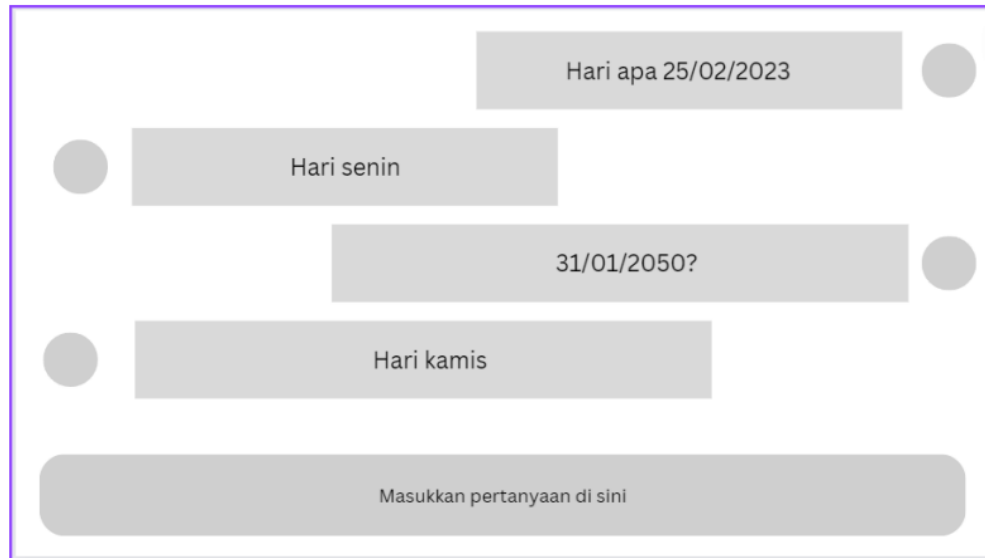 Hari apa 25/02/2023
Hari senin
31/01/2050?
Hari kamis
Masukkan pertanyaan di sini